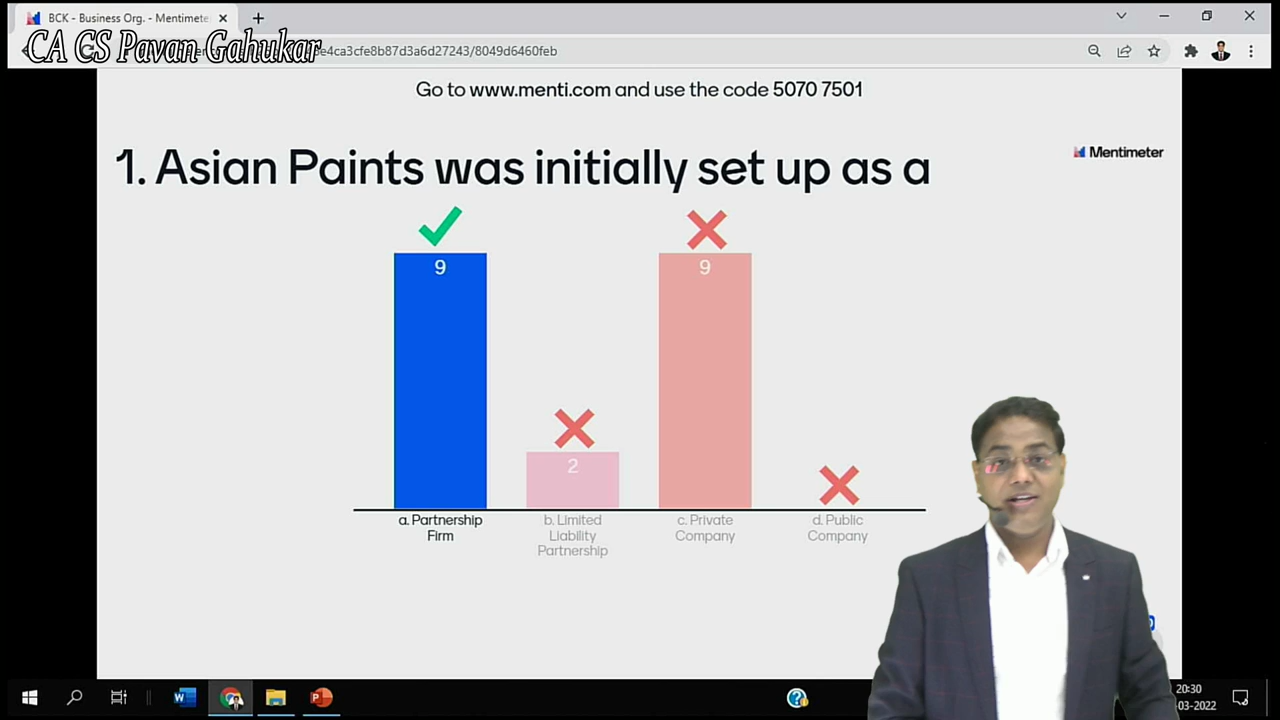 BCK - Business Org. - Mentimete
CA CS Pavan Gahukar
e4ca3cfe8b87d3a6d27243/8049d6460feb
Go to www.menti.com and use the code 5070 7501
1. Asian Paints was initially set up as a
Mentimeter
9
9
2
a. Partnership
Firm
b. Limited
Liability
Partnership
c. Private
Company
d. Public
Company
20:30
-03-2022